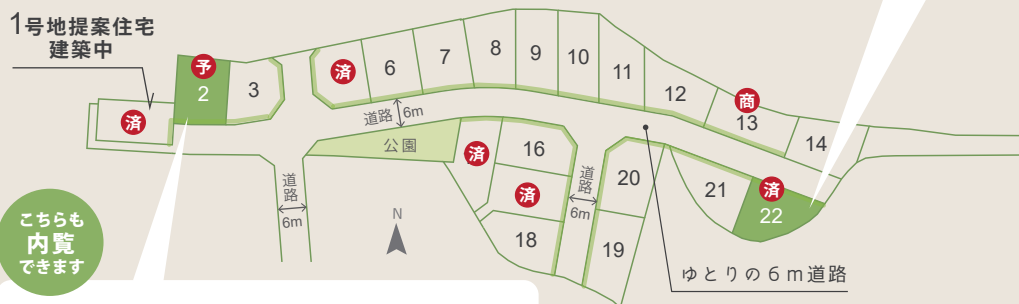 1号地提案住宅
建築中
済
予
2
3
済
6
7
8
9
10
11
12
商
13
14
道路 6m
公園
済
16
済
18
道路
6m
道路
6m
20
19
21
済
22
N
こちらも
内覧
できます
ゆとりの6m道路